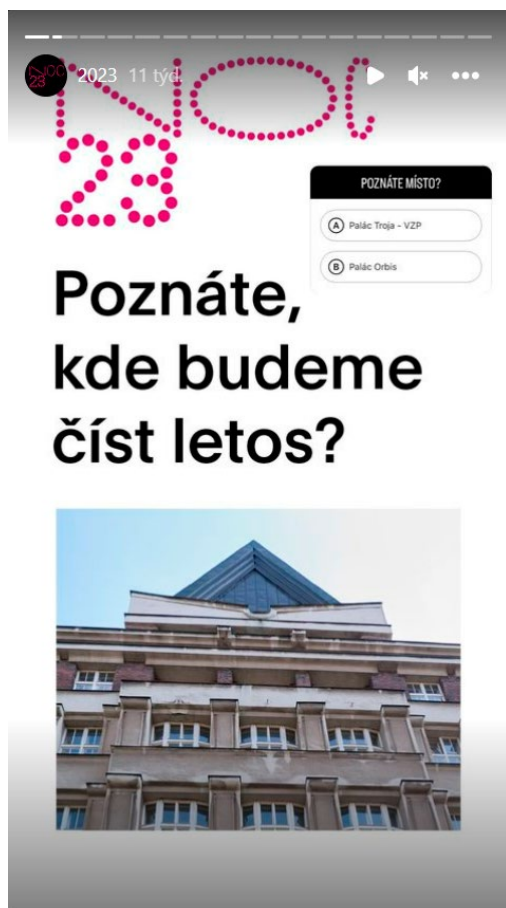 2023 11 týd.
NOC
23
POZNÁTE MÍSTO?
A Palác Troja - VZP
B Palác Orbis
Poznáte,
kde budeme
číst letos?